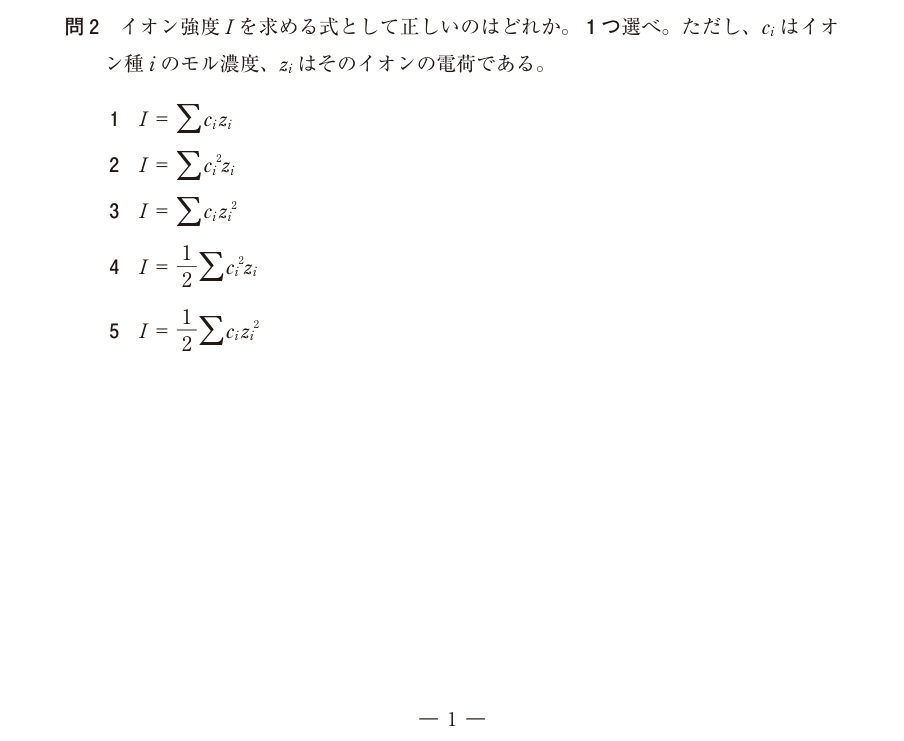 問2 イオン強度 I を求める式として正しいのはどれか。1つ選べ。ただし、cᵢ はイオ
ン種 i のモル濃度、zᵢ はそのイオンの電荷である。
1 I = ∑cᵢzᵢ
2 I = ∑cᵢ²zᵢ
3 I = ∑cᵢzᵢ²
4 I = 1/2 ∑cᵢ²zᵢ
5 I = 1/2 ∑cᵢzᵢ²
— 1 —